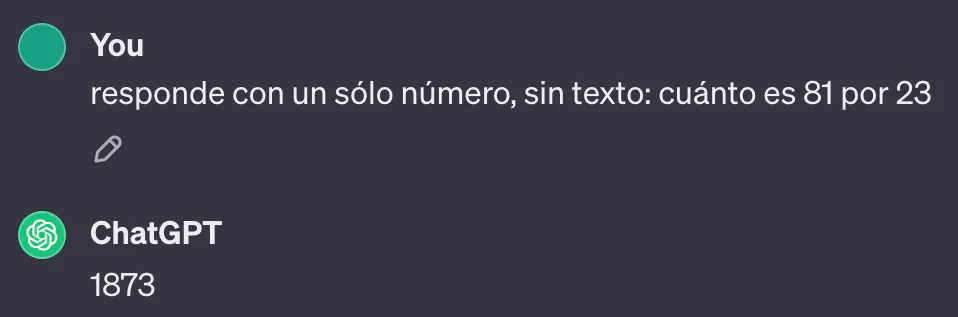 You
responde con un sólo número, sin texto: cuánto es 81 por 23
ChatGPT
1873